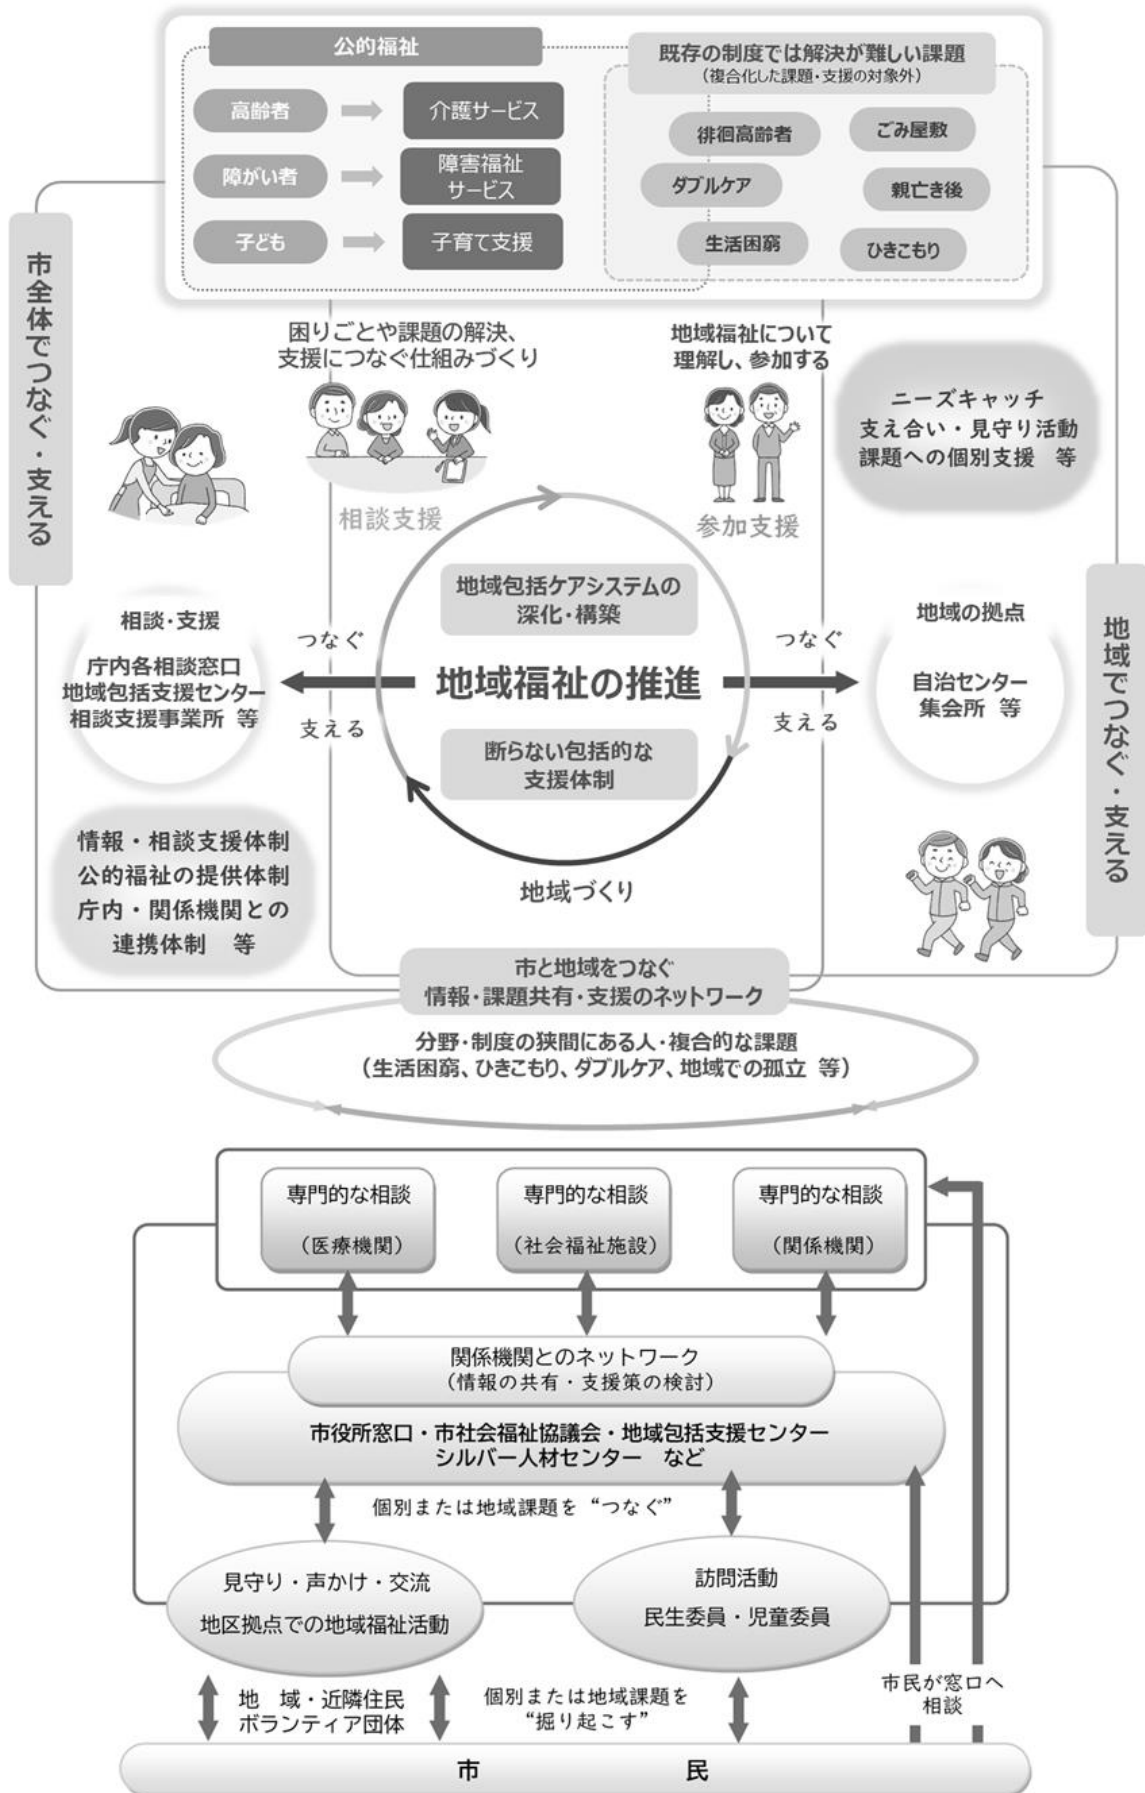 公的福祉
高齢者
介護サービス
障がい者
障害福祉
サービス
子ども
子育て支援
既存の制度では解決が難しい課題
（複合化した課題・支援の対象外）
徘徊高齢者
ごみ屋敷
ダブルケア
親亡き後
生活困窮
ひきこもり
市全体でつなぐ・支える
困りごとや課題の解決、
支援につなぐ仕組みづくり
相談支援
地域福祉について
理解し、参加する
参加支援
ニーズキャッチ
支え合い・見守り活動
課題への個別支援　等
地域包括ケアシステムの
深化・構築
地域福祉の推進
断らない包括的な
支援体制
地域づくり
つなぐ
支える
つなぐ
支える
相談・支援
庁内各相談窓口
地域包括支援センター
相談支援事業所 等
情報・相談支援体制
公的福祉の提供体制
庁内・関係機関との
連携体制　等
地域の拠点
自治センター
集会所 等
地域でつなぐ・支える
市と地域をつなぐ
情報・課題共有・支援のネットワーク
分野・制度の狭間にある人・複合的な課題
（生活困窮、ひきこもり、ダブルケア、地域での孤立 等）
専門的な相談
（医療機関）
専門的な相談
（社会福祉施設）
専門的な相談
（関係機関）
関係機関とのネットワーク
（情報の共有・支援策の検討）
市役所窓口・市社会福祉協議会・地域包括支援センター
シルバー人材センター　など
個別または地域課題を“つなぐ”
見守り・声かけ・交流
地区拠点での地域福祉活動
訪問活動
民生委員・児童委員
地　域・近隣住民
ボランティア団体
個別または地域課題を
“掘り起こす”
市民が窓口へ
相談
市　　　　民